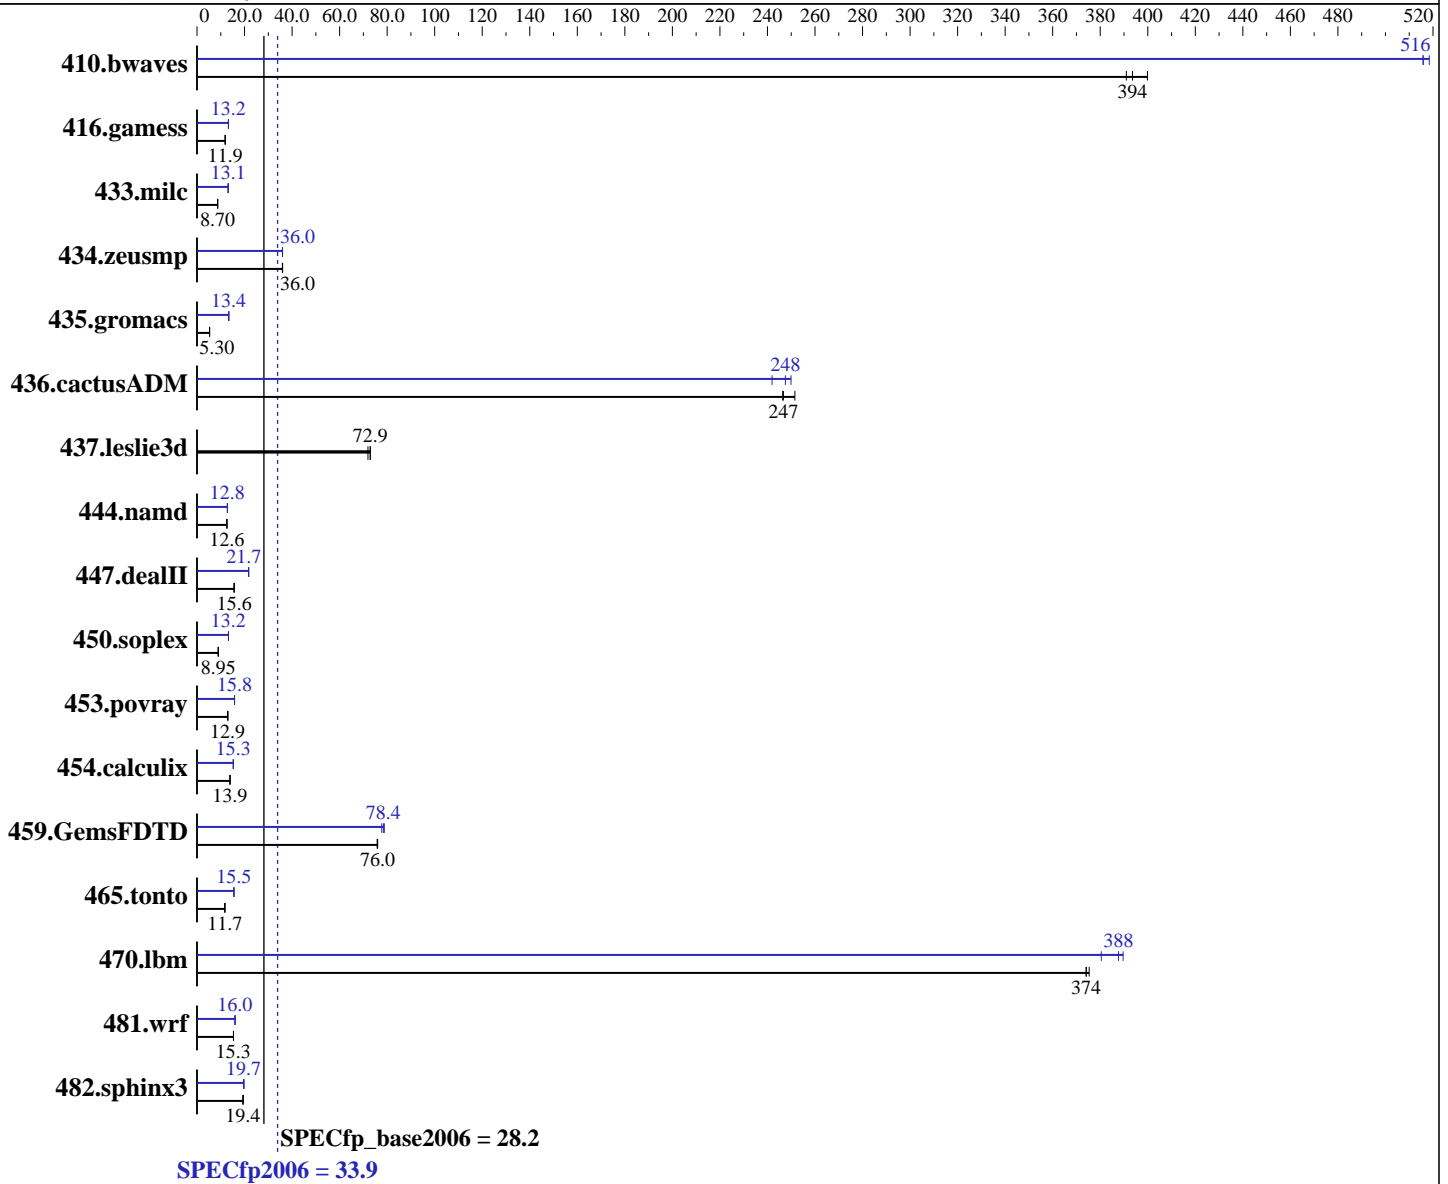 0 20.0 40.0 60.0 80.0 100 120 140 160 180 200 220 240 260 280 300 320 340 360 380 400 420 440 460 480 520
410.bwaves
516
394
416.gamess
13.2
11.9
433.milc
13.1
8.70
434.zeusmp
36.0
36.0
435.gromacs
13.4
5.30
436.cactusADM
248
247
437.leslie3d
72.9
444.namd
12.8
12.6
447.dealII
21.7
15.6
450.soplex
13.2
8.95
453.povray
15.8
12.9
454.calculix
15.3
13.9
459.GemsFDTD
78.4
76.0
465.tonto
15.5
11.7
470.lbm
388
374
481.wrf
16.0
15.3
482.sphinx3
19.7
19.4
SPECfp_base2006 = 28.2
SPECfp2006 = 33.9